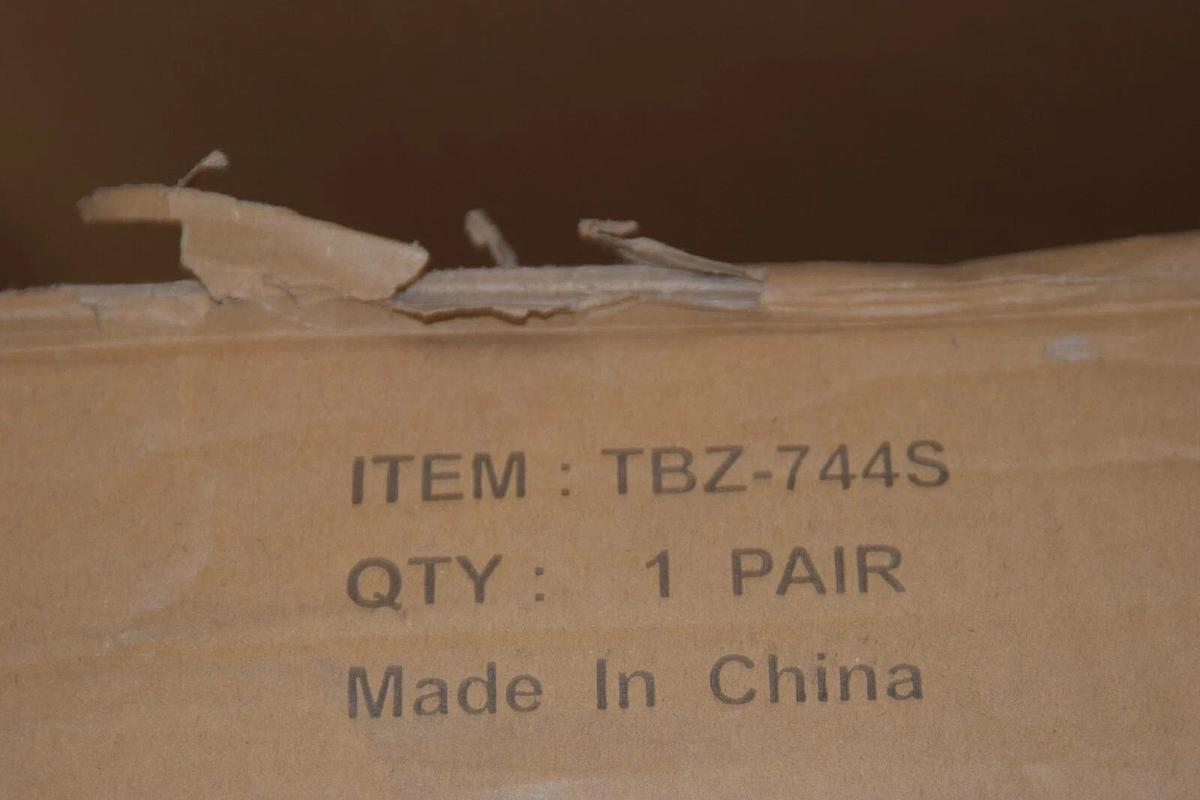 ITEM : TBZ-744S
QTY : 1 PAIR
Made In China